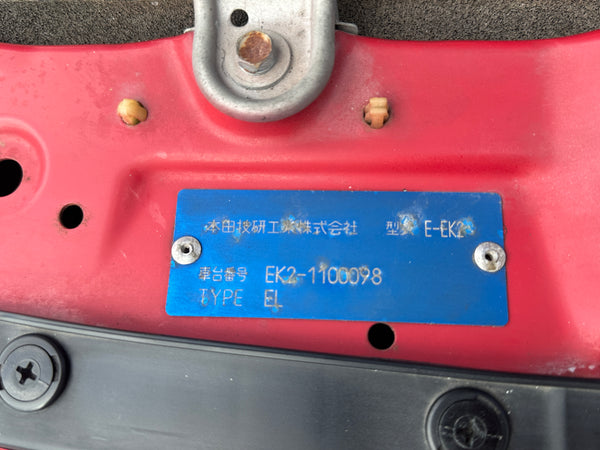 本田技研工業株式会社 型式 E-EK2
車台番号 EK2-1100098
TYPE EL